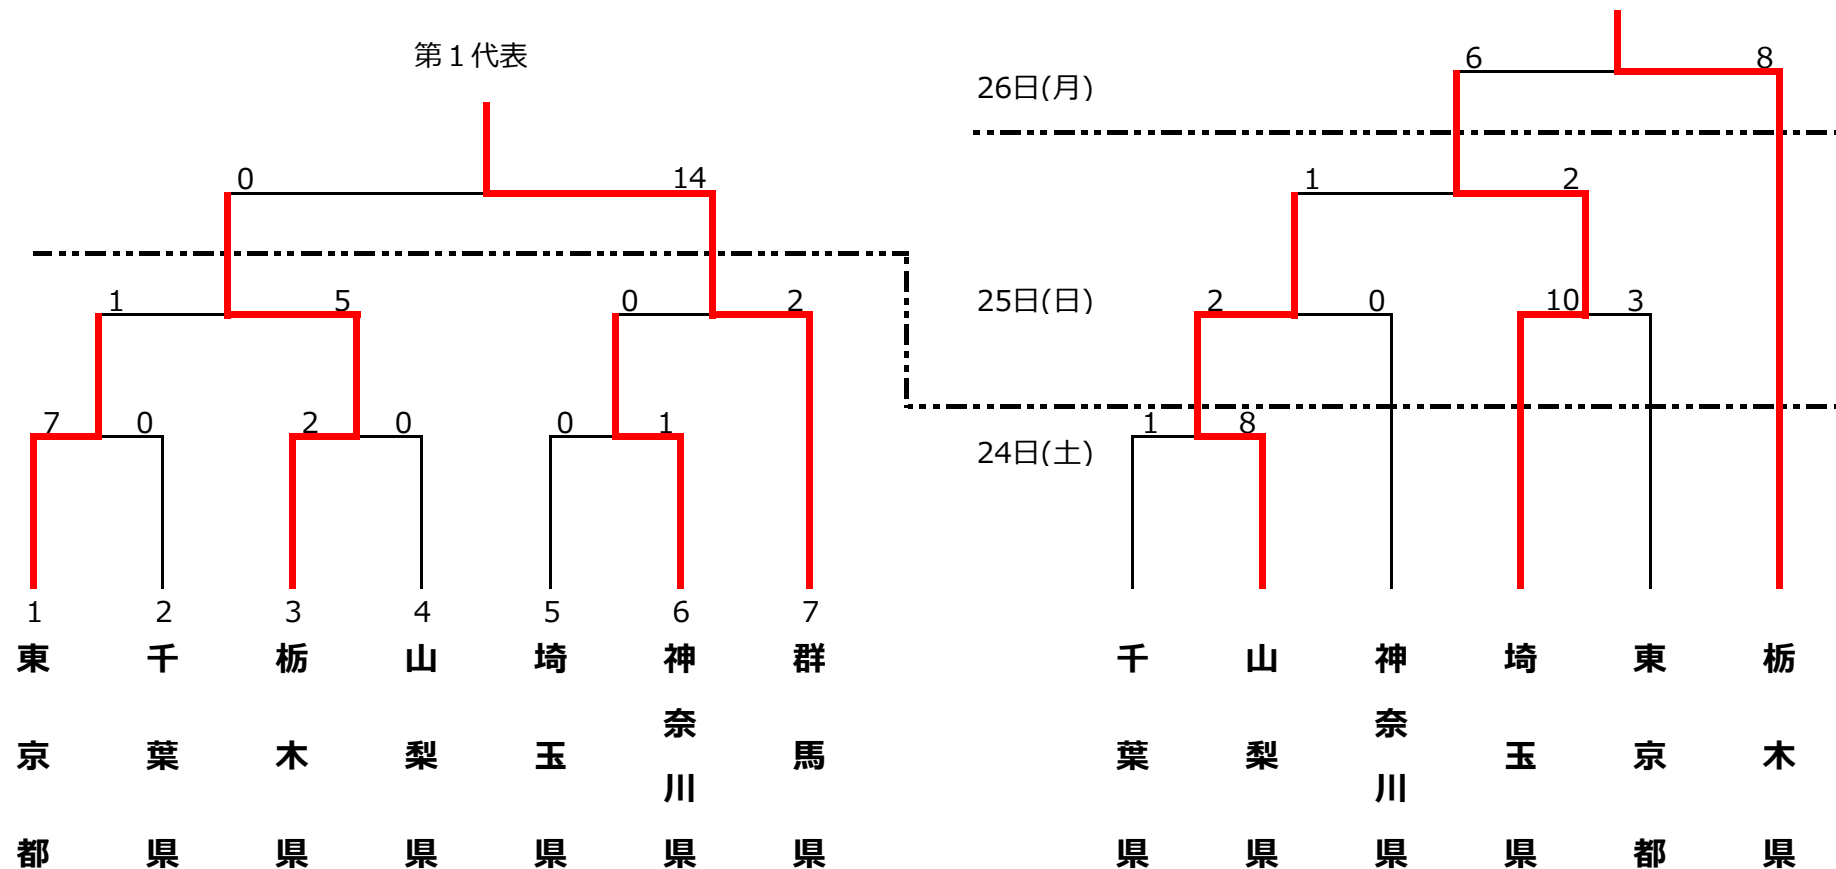 第１代表
6 8
26日(月)
0 14
1 2
1 5 0 2
25日(日)
2 0 10 3
7 0 2 0 0 1
1 8
24日(土)
1 2 3 4 5 6 7
東京都
千葉県
栃木県
山梨県
埼玉県
神奈川県
群馬県
千葉県
山梨県
神奈川県
埼玉県
東京都
栃木県